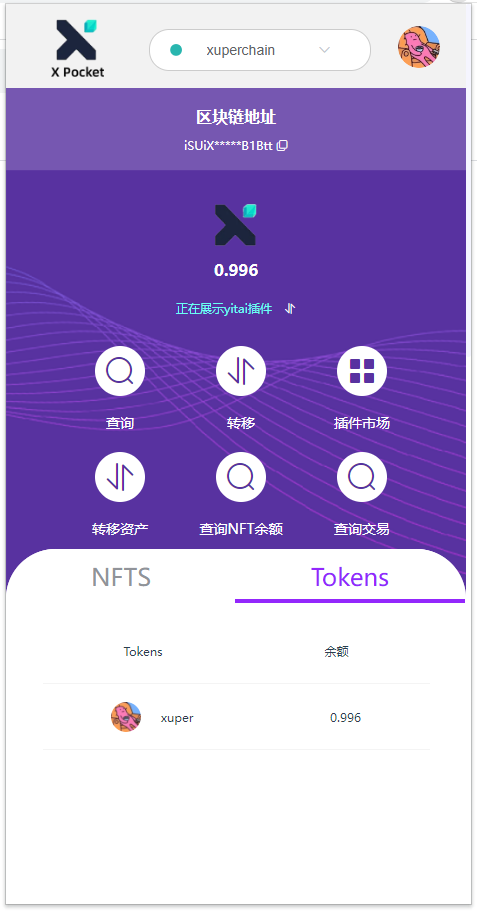 X Pocket
xuperchain
区块链地址
iSUiX*****B1Btt
0.996
正在展示yitai插件
查询 转移 插件市场
转移资产 查询NFT余额 查询交易
NFTS Tokens
Tokens 余额
xuper 0.996